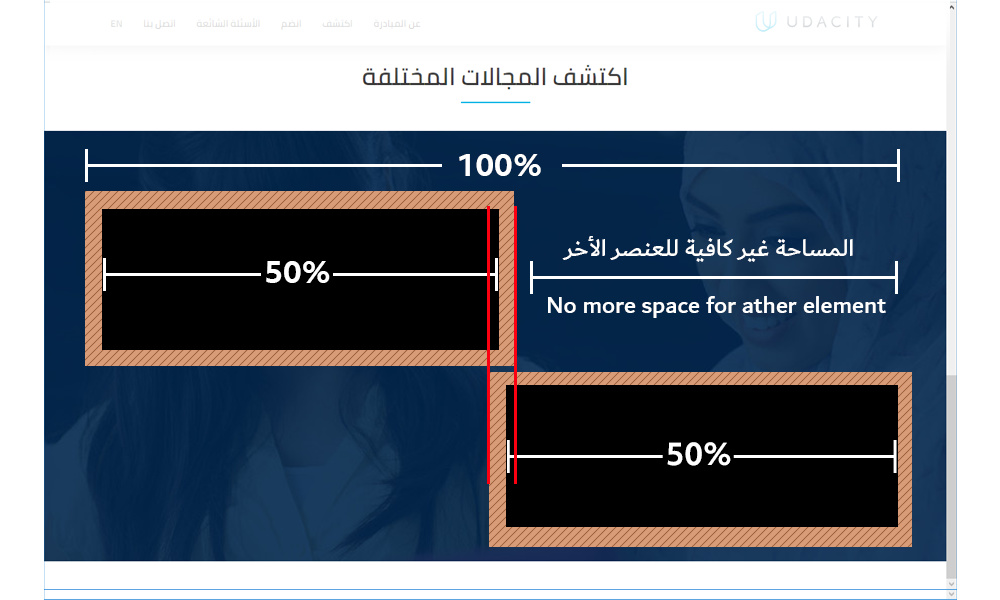 UDACITY
عن المبادرة
اكتشف
انضم
الأسئلة الشائعة
اتصل بنا
EN
اكتشف المجالات المختلفة
100%
50%
المساحة غير كافية للعنصر الأخر
No more space for ather element
50%